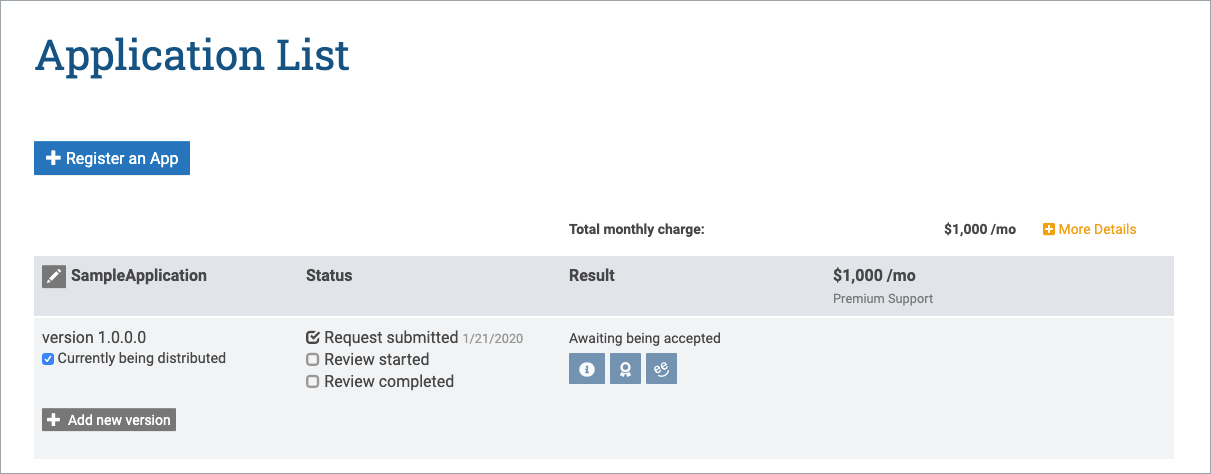 Application List
Register an App
Total monthly charge: $1,000 /mo More Details
SampleApplication Status Result $1,000 /mo
Premium Support
version 1.0.0.0 Request submitted 1/21/2020 Awaiting being accepted
Currently being distributed Review started
Review completed
Add new version